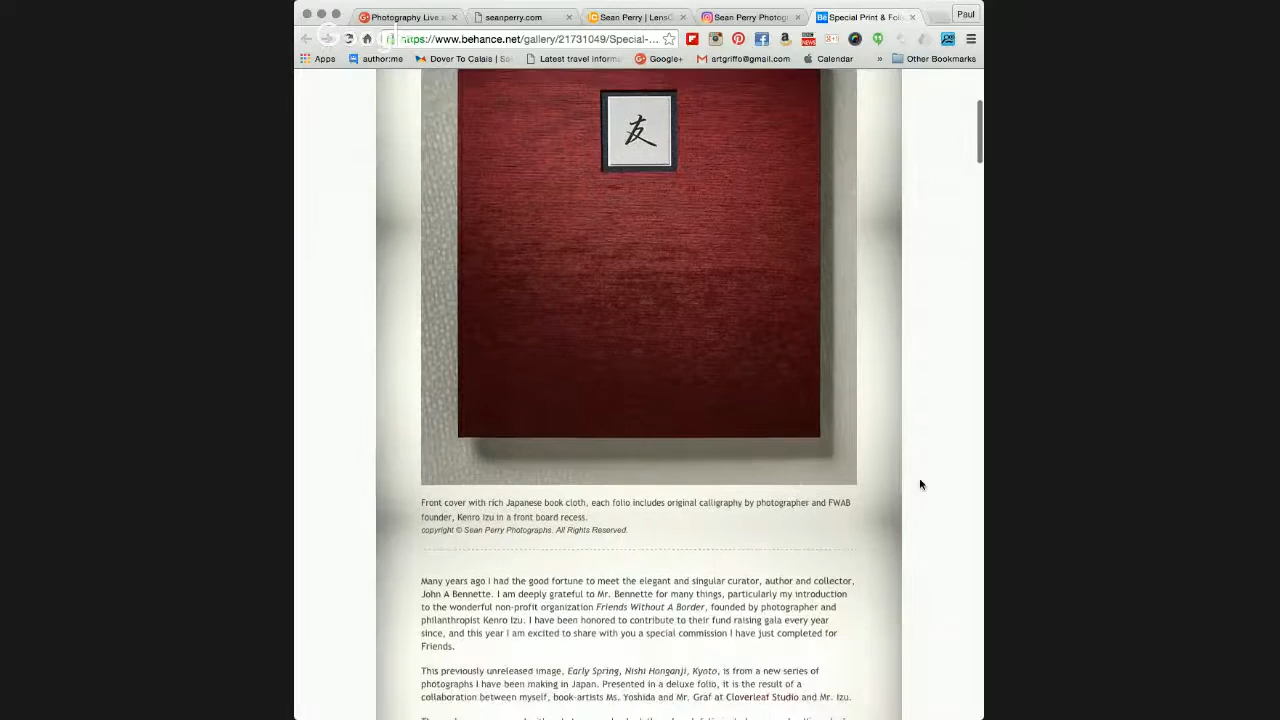 Photography Live a
seanperry.com
Sean Perry | LensC
Sean Perry Photog
Special Print & Foli
Paul
https://www.behance.net/gallery/21731049/Special-...
Apps
author:me
Dover To Calais | Sai
Latest travel inform
Google+
artgriffo@gmail.com
Calendar
»
Other Bookmarks
友
Front cover with rich Japanese book cloth, each folio includes original calligraphy by photographer and FWAB
founder, Kenro Izu in a front board recess.
copyright © Sean Perry Photographs. All Rights Reserved.
Many years ago I had the good fortune to meet the elegant and singular curator, author and collector,
John A Bennette. I am deeply grateful to Mr. Bennette for many things, particularly my introduction
to the wonderful non-profit organization Friends Without A Border, founded by photographer and
philanthropist Kenro Izu. I have been honored to contribute to their fund raising gala every year
since, and this year I am excited to share with you a special commission I have just completed for
Friends.
This previously unreleased image, Early Spring, Nishi Honganji, Kyoto, is from a new series of
photographs I have been making in Japan. Presented in a deluxe folio, it is the result of a
collaboration between myself, book-artists Ms. Yoshida and Mr. Graf at Cloverleaf Studio and Mr. Izu.